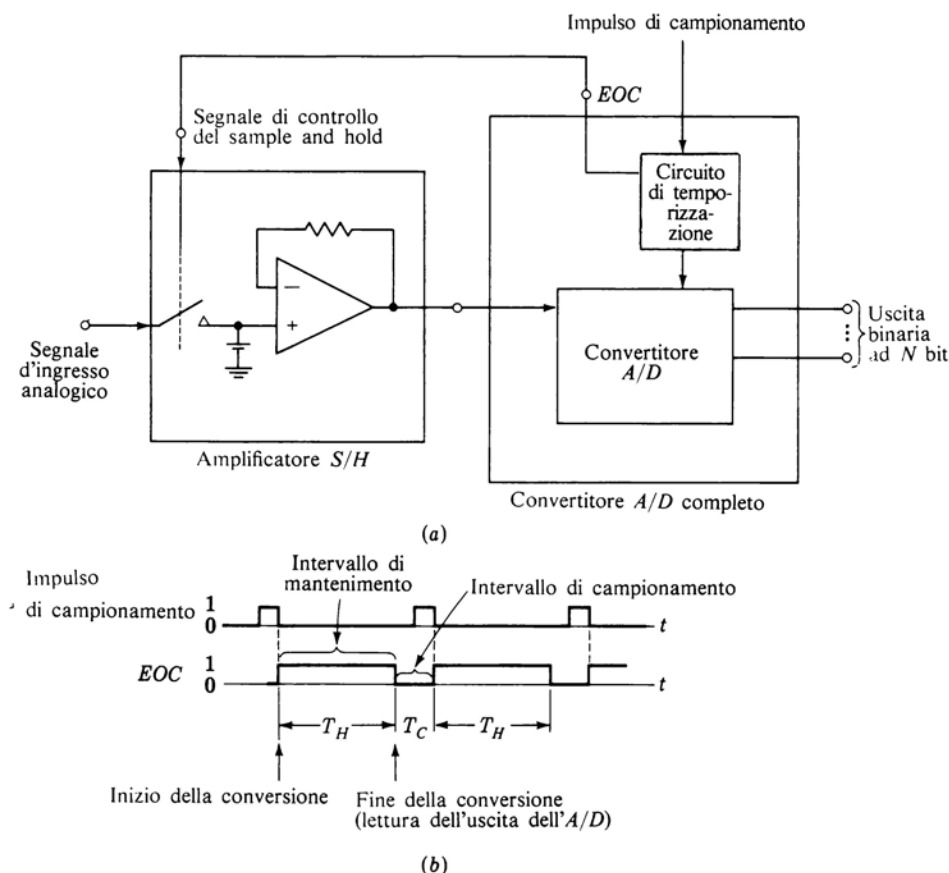 Impulso di campionamento
EOC
Segnale di controllo
del sample and hold
Circuito
di tempo-
rizza-
zione
−
+
Segnale
d'ingresso
analogico
Convertitore
A/D
Uscita
binaria
ad N bit
Amplificatore S/H
Convertitore A/D completo
(a)
Impulso
di campionamento
Intervallo di
mantenimento
Intervallo di campionamento
1
0
t
EOC
1
0
t
T_H
T_C
T_H
Inizio della conversione
Fine della conversione
(lettura dell'uscita dell'A/D)
(b)